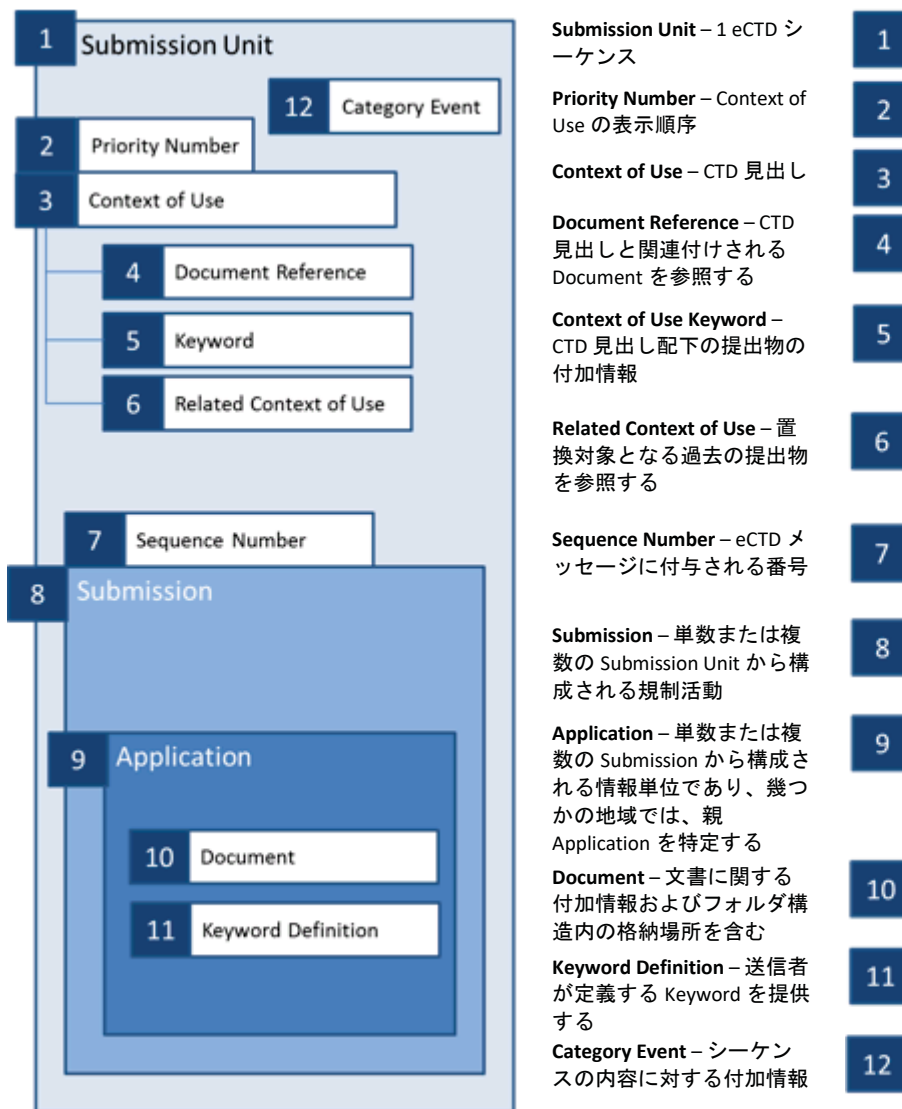 1 Submission Unit
12 Category Event
2 Priority Number
3 Context of Use
4 Document Reference
5 Keyword
6 Related Context of Use
7 Sequence Number
8 Submission
9 Application
10 Document
11 Keyword Definition
Submission Unit – 1 eCTD シ
ーケンス
1
Priority Number – Context of
Use の表示順序
2
Context of Use – CTD 見出し
3
Document Reference – CTD
見出しと関連付けされる
Document を参照する
4
Context of Use Keyword –
CTD 見出し配下の提出物の
付加情報
5
Related Context of Use – 置
換対象となる過去の提出物
を参照する
6
Sequence Number – eCTD メ
ッセージに付与される番号
7
Submission – 単数または複
数の Submission Unit から構
成される規制活動
8
Application – 単数または複
数の Submission から構成さ
れる情報単位であり、幾つ
かの地域では、親
Application を特定する
9
Document – 文書に関する
付加情報およびフォルダ構
造内の格納場所を含む
10
Keyword Definition – 送信者
が定義する Keyword を提供
する
11
Category Event – シーケン
スの内容に対する付加情報
12